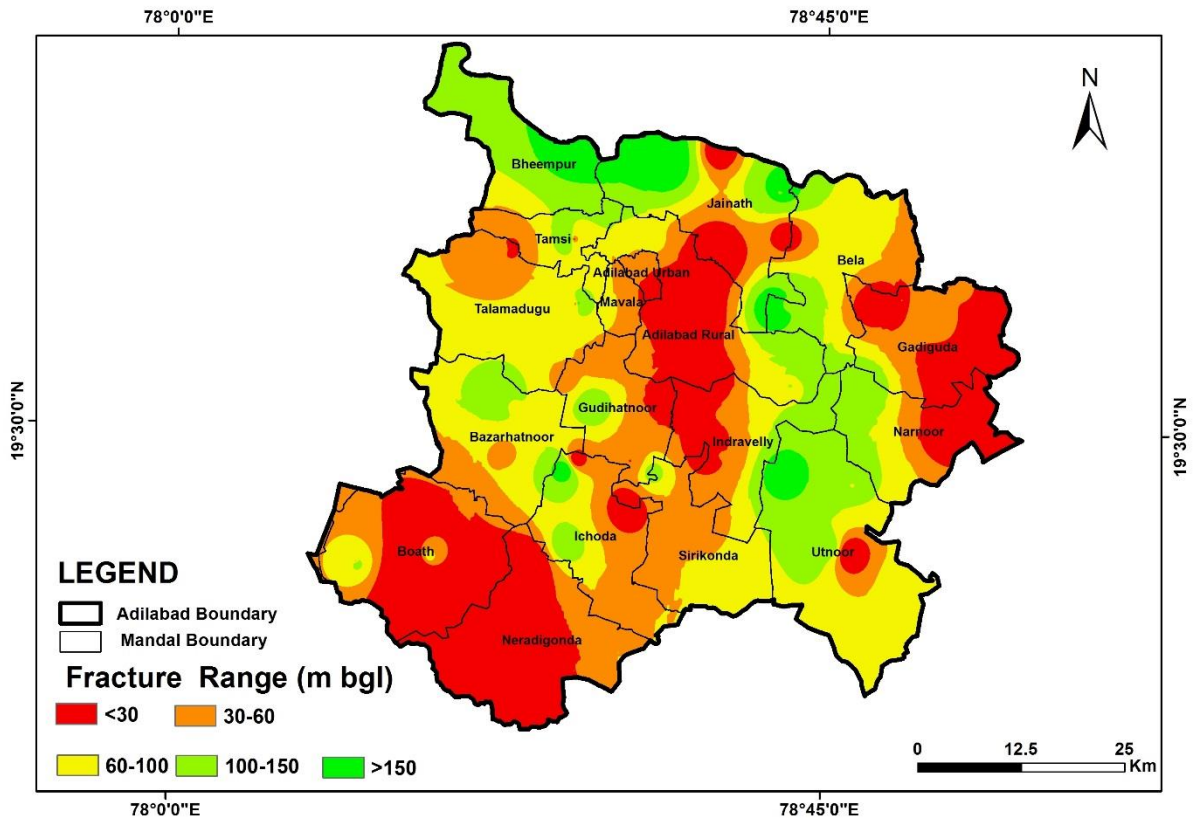 78°0'0"E
78°45'0"E
N
Bheempur
Jainath
Tamsi
Bela
Adilabad Urban
Mavala
Talamadugu
Adilabad Rural
Gadiguda
Gudihatnoor
19°30'0"N
19°30'0"N
Bazarhatnoor
Indravelly
Narnoor
Ichoda
Boath
Sirikonda
Utnoor
Neradigonda
LEGEND
Adilabad Boundary
Mandal Boundary
Fracture Range (m bgl)
<30 30-60
60-100 100-150 >150
0 12.5 25
Km
78°0'0"E
78°45'0"E